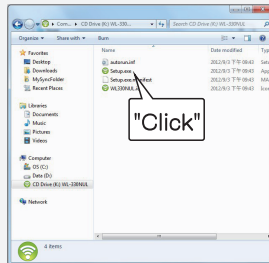 Com... CD Drive (K:) WL-330... Search CD Drive (K:) WL-330NUL
Organize Share with Burn
Favorites
Desktop
Downloads
MySyncFolder
Recent Places
Libraries
Documents
Music
Pictures
Videos
Computer
OS (C:)
Data (D:)
CD Drive (K:) WL-330NUL
Network
Name Date modified Typ
autorun.inf 2012/9/3 下午 09:43 Setu
Setup.exe 2012/9/3 下午 09:43 App
Setup.exe.manifest 2012/9/3 下午 09:43 MA
WL330NUL 2012/9/3 下午 09:43 Icon
"Click"
4 items